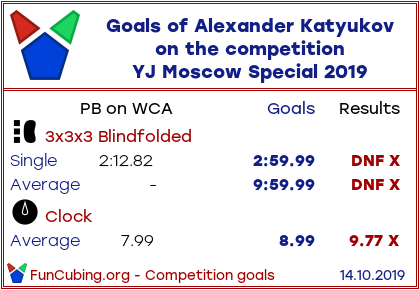 Goals of Alexander Katyukov
on the competition
YJ Moscow Special 2019
PB on WCA Goals Results
3x3x3 Blindfolded
Single 2:12.82 2:59.99 DNF X
Average - 9:59.99 DNF X
Clock
Average 7.99 8.99 9.77 X
FunCubing.org - Competition goals 14.10.2019